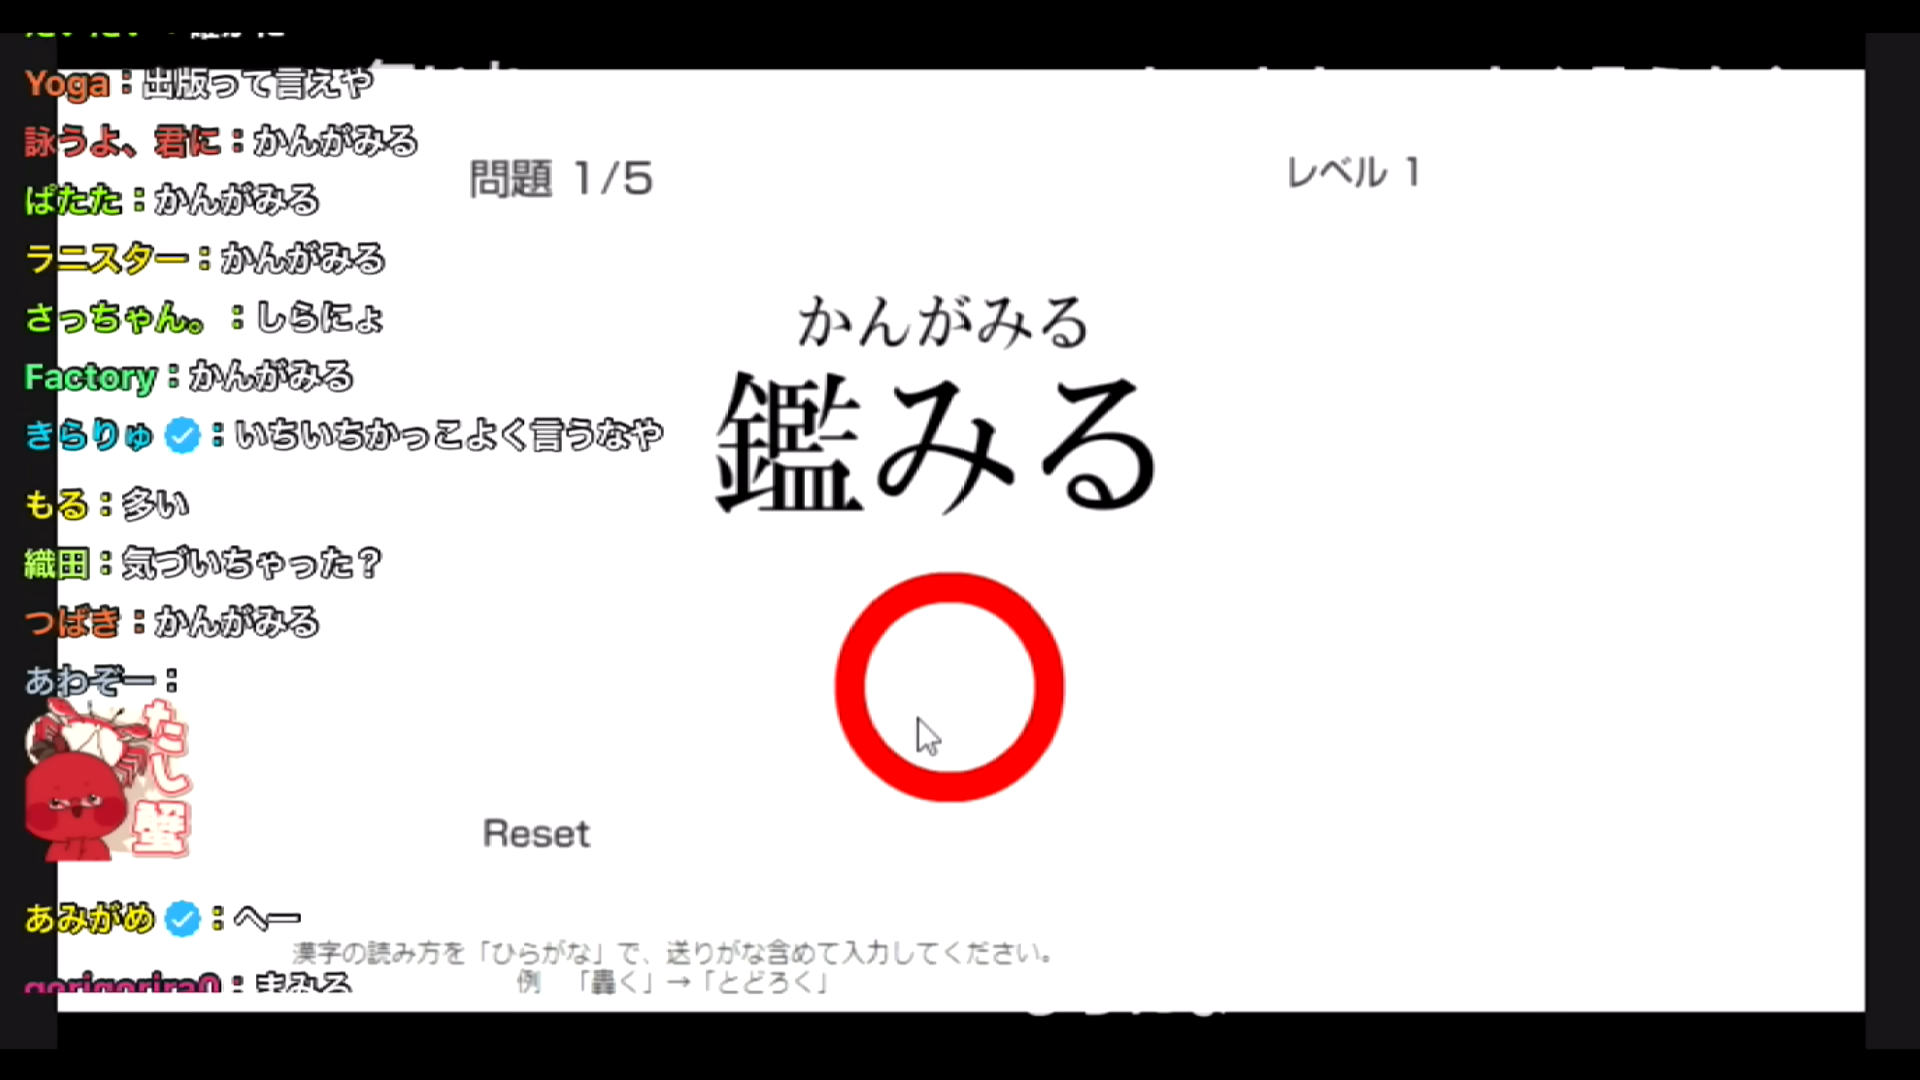 Yoga：出版って言えや
詠うよ、君に：かんがみる
ぱたた：かんがみる
ラニスター：かんがみる
さっちゃん。：しらにょ
Factory：かんがみる
きらりゅ：いちいちかっこよく言うなや
もる：多い
織田：気づいちゃった？
つばき：かんがみる
あわぞー：
たし蟹
あみがめ：へー
gorigorira0：まみる
問題 1/5
レベル 1
かんがみる
鑑みる
Reset
漢字の読み方を「ひらがな」で、送りがな含めて入力してください。
例　「轟く」→「とどろく」